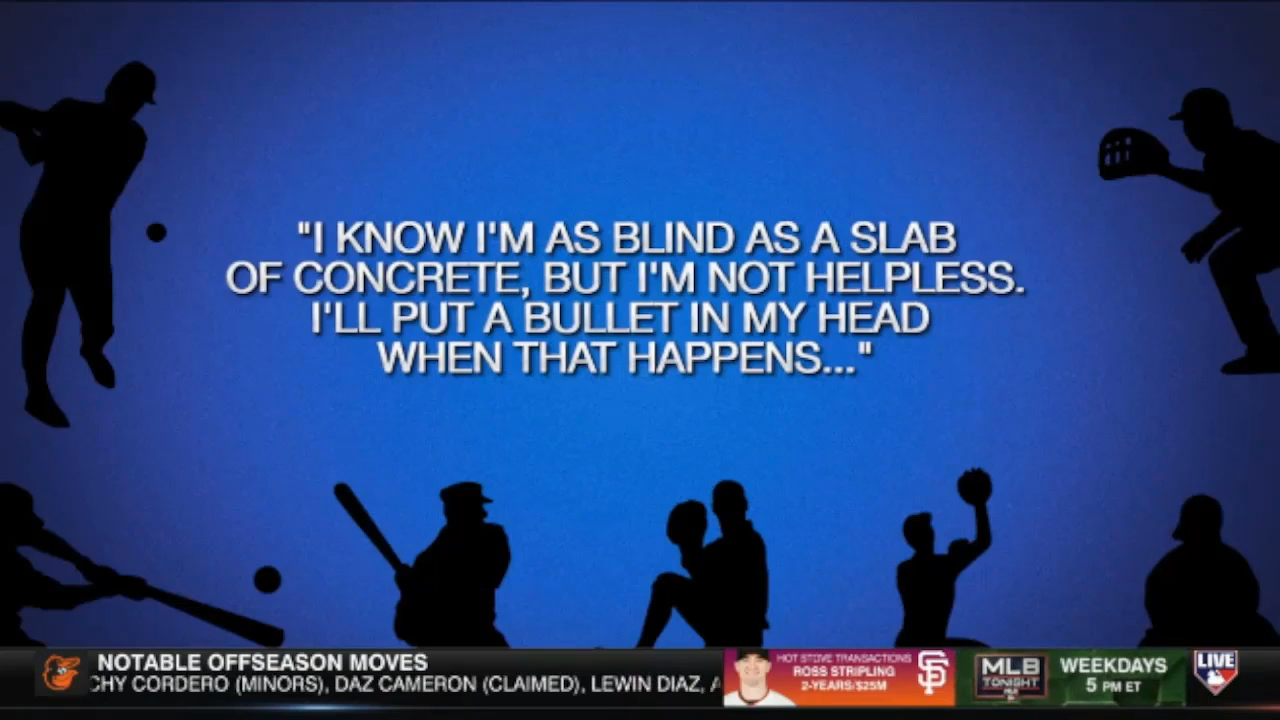 "I KNOW I'M AS BLIND AS A SLAB
OF CONCRETE, BUT I'M NOT HELPLESS.
I'LL PUT A BULLET IN MY HEAD
WHEN THAT HAPPENS..."
NOTABLE OFFSEASON MOVES
CHY CORDERO (MINORS), DAZ CAMERON (CLAIMED), LEWIN DIAZ, A
HOT STOVE TRANSACTIONS
ROSS STRIPLING
2-YEARS/$25M
SF
MLB
TONIGHT
WEEKDAYS
5 PM ET
LIVE